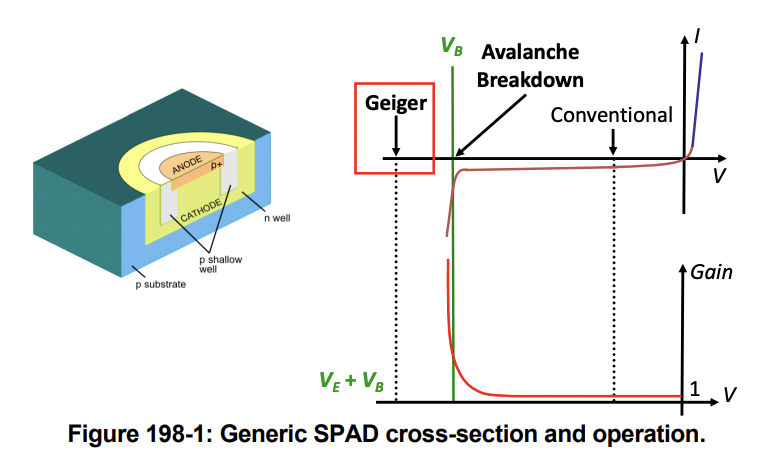 V_B
Avalanche
Breakdown
I
Geiger
Conventional
V
ANODE
p+
CATHODE
n well
p shallow
well
p substrate
Gain
V_E + V_B
1
V
Figure 198-1: Generic SPAD cross-section and operation.